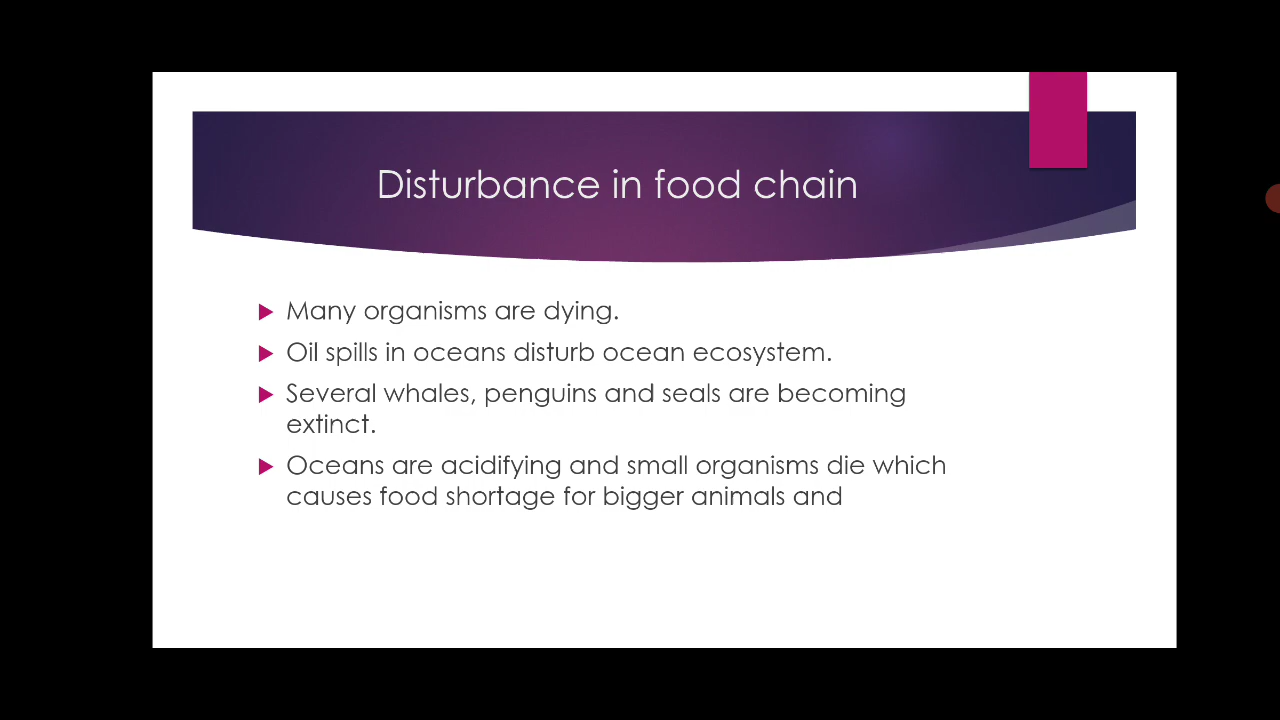 Disturbance in food chain
Many organisms are dying.
Oil spills in oceans disturb ocean ecosystem.
Several whales, penguins and seals are becoming
extinct.
Oceans are acidifying and small organisms die which
causes food shortage for bigger animals and